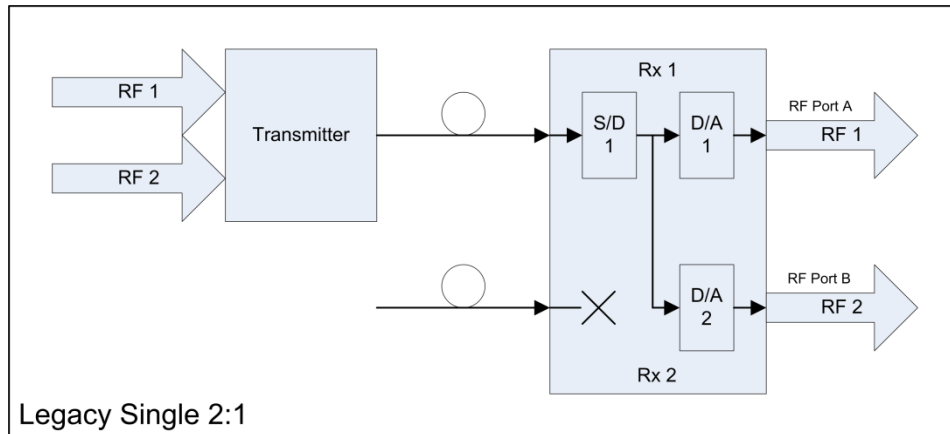 Rx 1
RF 1
RF 2
Transmitter
S/D
1
D/A
1
RF Port A
RF 1
D/A
2
RF Port B
RF 2
Rx 2
Legacy Single 2:1